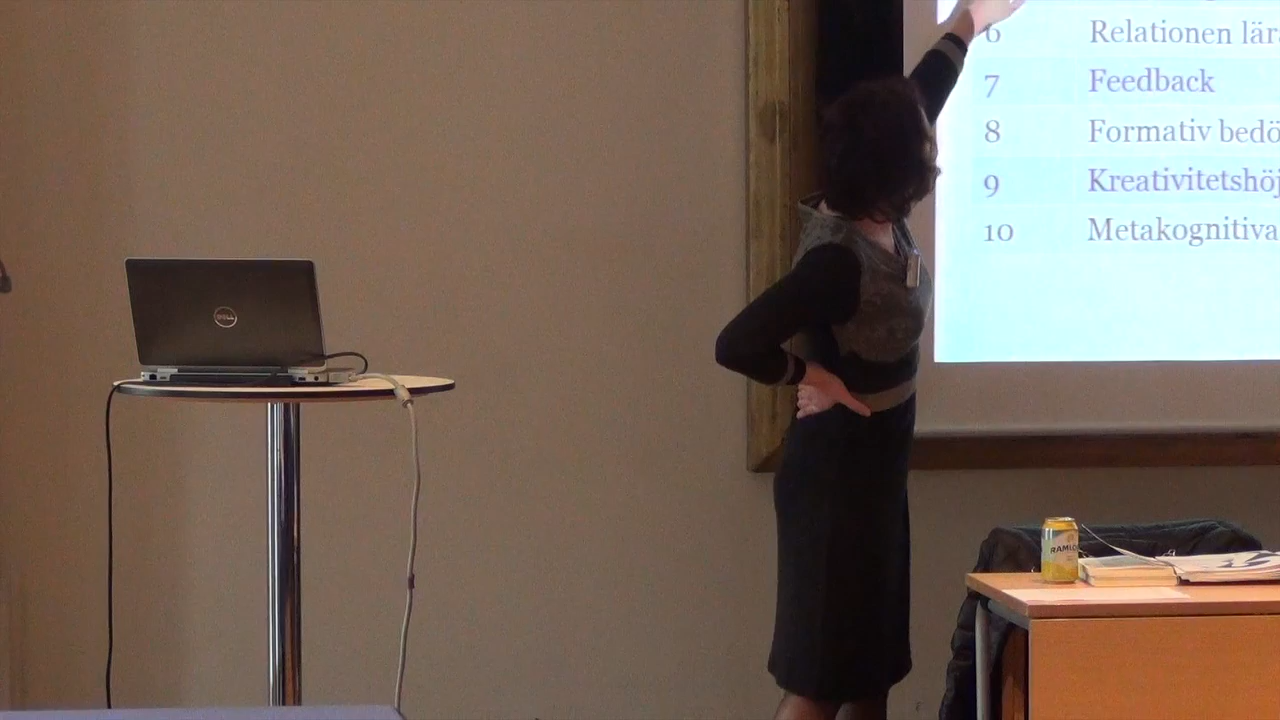 6 Relationen lär
7 Feedback
8 Formativ bedö
9 Kreativitetshöj
10 Metakognitiva
DELL
RAMLÖ